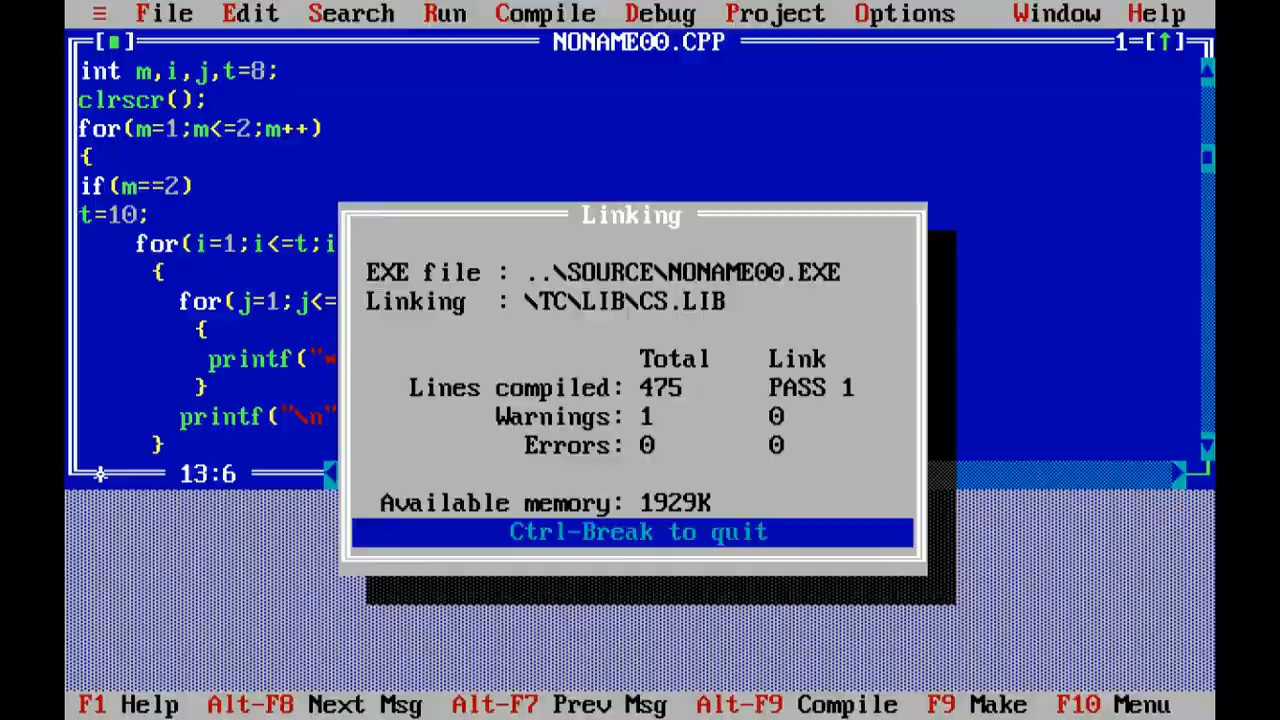 ≡ File Edit Search Run Compile Debug Project Options Window Help
[■] NONAME00.CPP 1=[↑]
int m,i,j,t=8;
clrscr();
for(m=1;m<=2;m++)
{
if(m==2)
t=10;
for(i=1;i<=t;i
{
for(j=1;j<=
{
printf("*
}
printf("\n"
}
13:6
Linking
EXE file : ..\SOURCE\NONAME00.EXE
Linking : \TC\LIB\CS.LIB
Total Link
Lines compiled: 475 PASS 1
Warnings: 1 0
Errors: 0 0
Available memory: 1929K
Ctrl-Break to quit
F1 Help Alt-F8 Next Msg Alt-F7 Prev Msg Alt-F9 Compile F9 Make F10 Menu